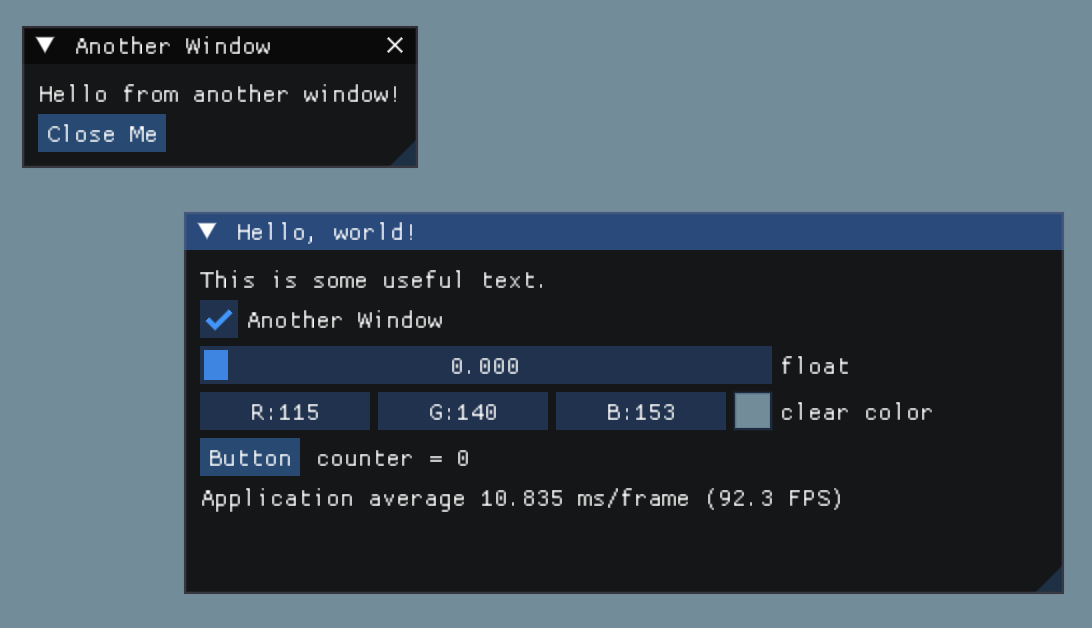 Another Window
Hello from another window!
Close Me
Hello, world!
This is some useful text.
Another Window
0.000 float
R:115 G:140 B:153 clear color
Button counter = 0
Application average 10.835 ms/frame (92.3 FPS)